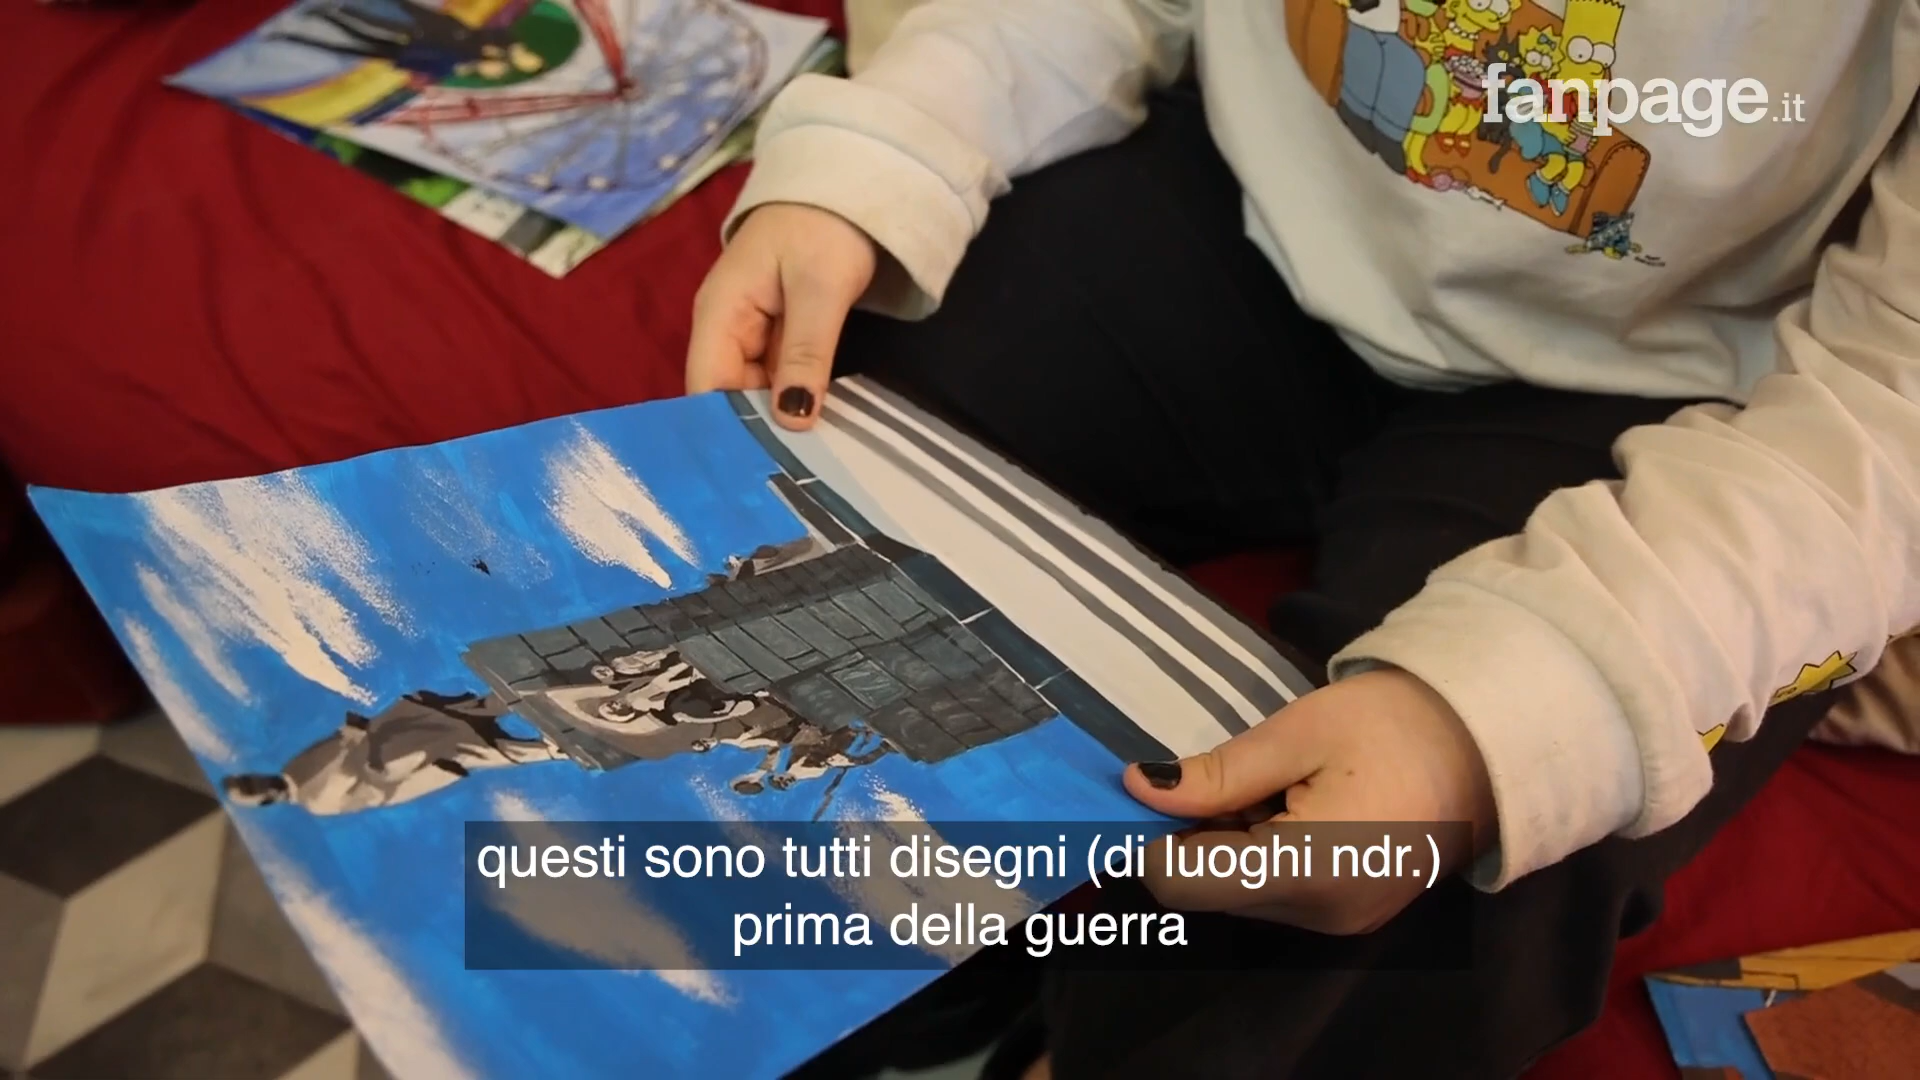 fanpage.it
questi sono tutti disegni (di luoghi ndr.)
prima della guerra